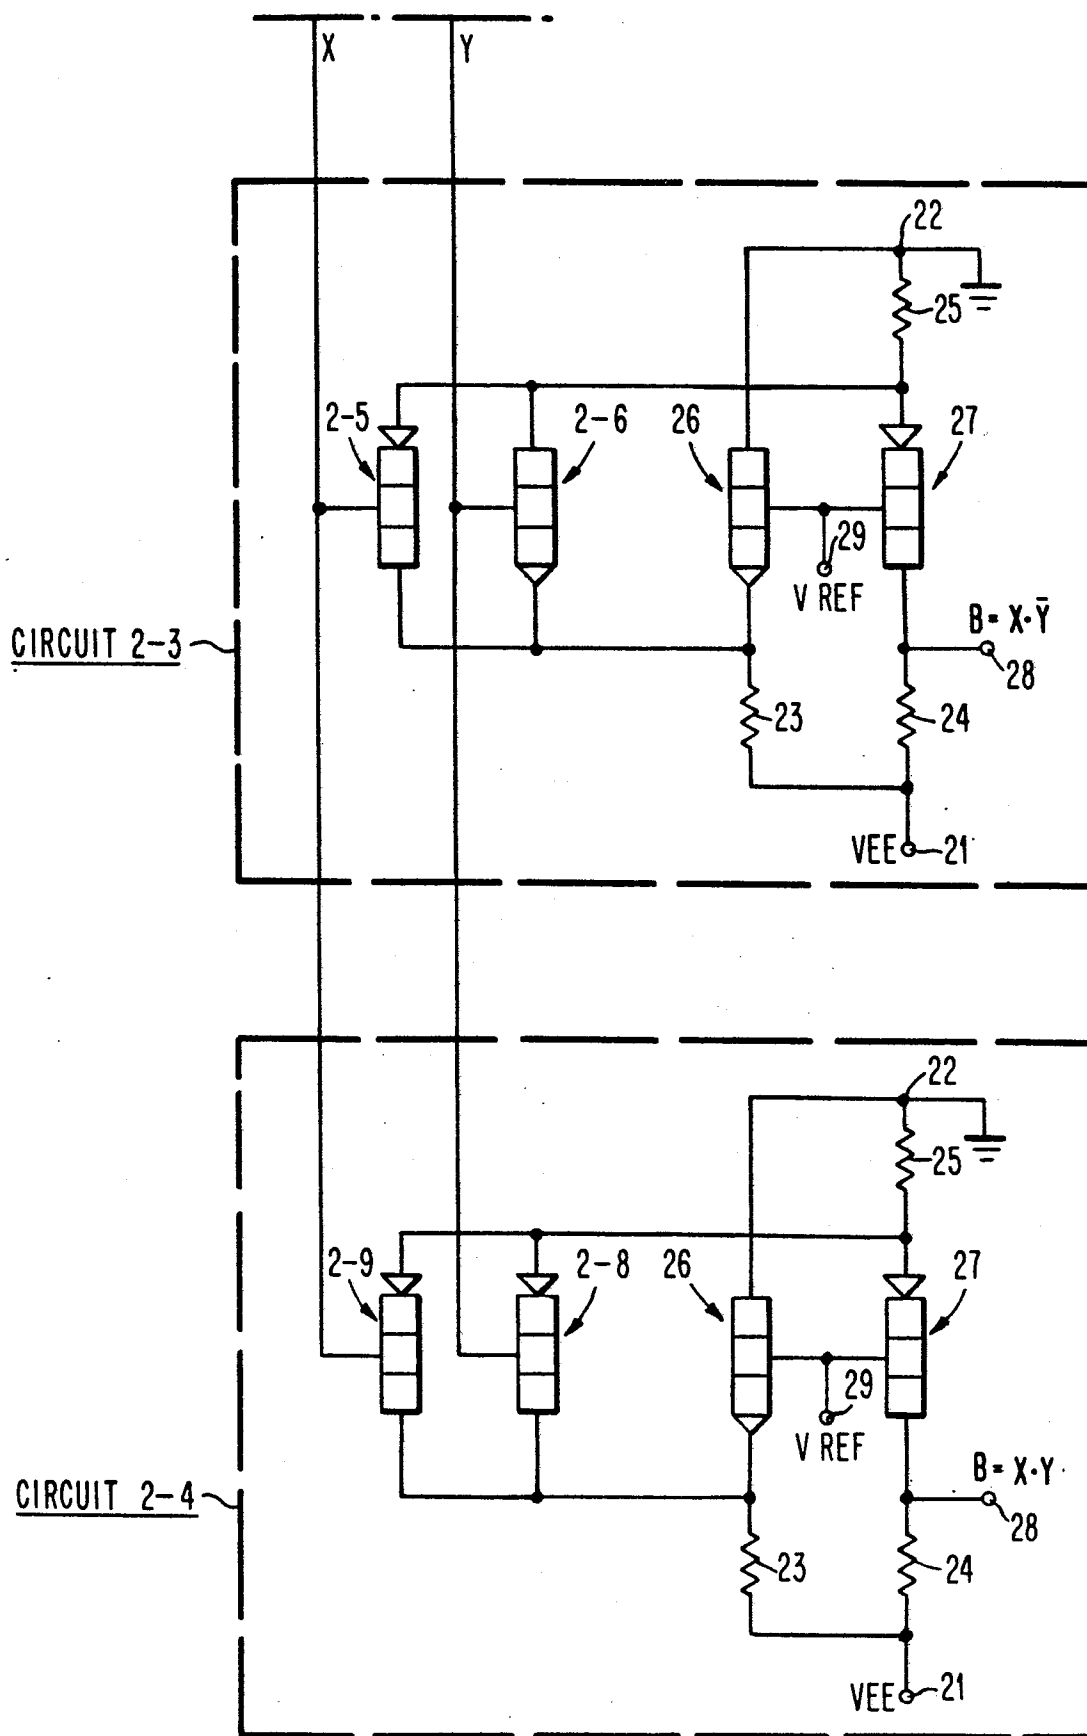 X Y
22
25
2-5 2-6 26 27
29
V REF
B = X·Ȳ
CIRCUIT 2-3
28
23 24
VEE 21
22
25
2-9 2-8 26 27
29
V REF
B = X·Y
CIRCUIT 2-4
28
23 24
VEE 21